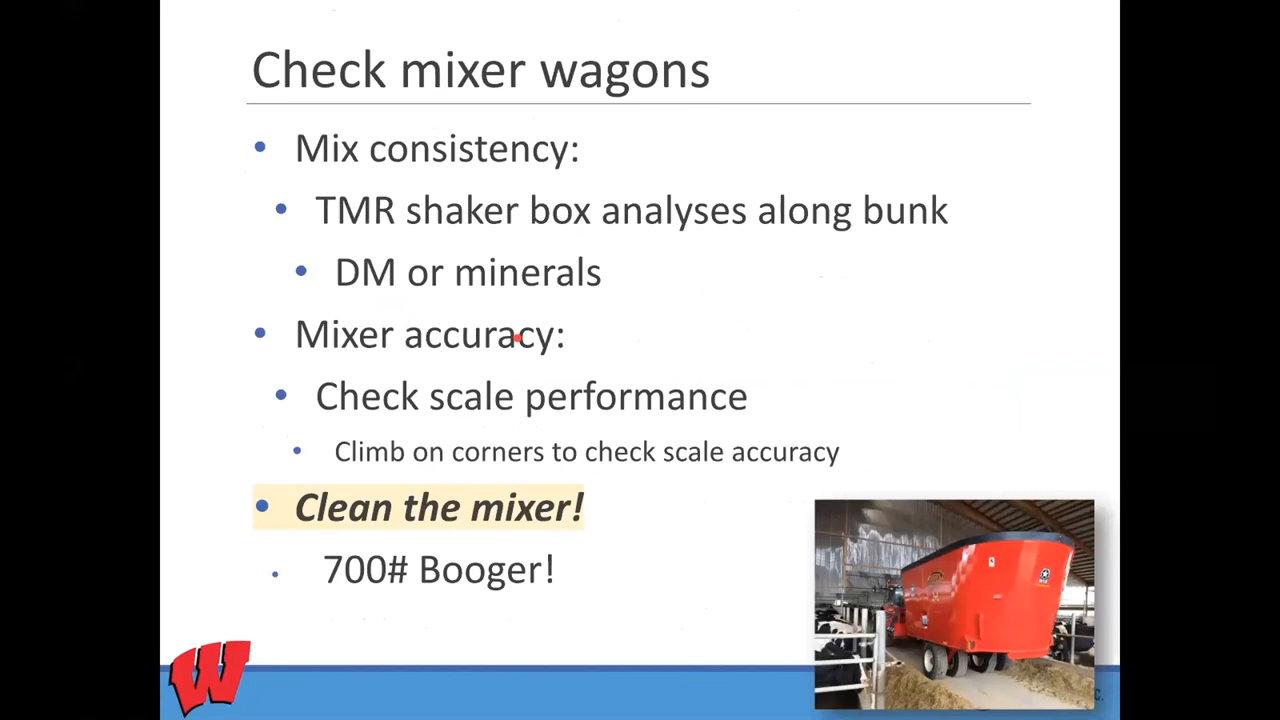 Check mixer wagons
• Mix consistency:
• TMR shaker box analyses along bunk
• DM or minerals
• Mixer accuracy:
• Check scale performance
• Climb on corners to check scale accuracy
• Clean the mixer!
• 700# Booger!
W
C.